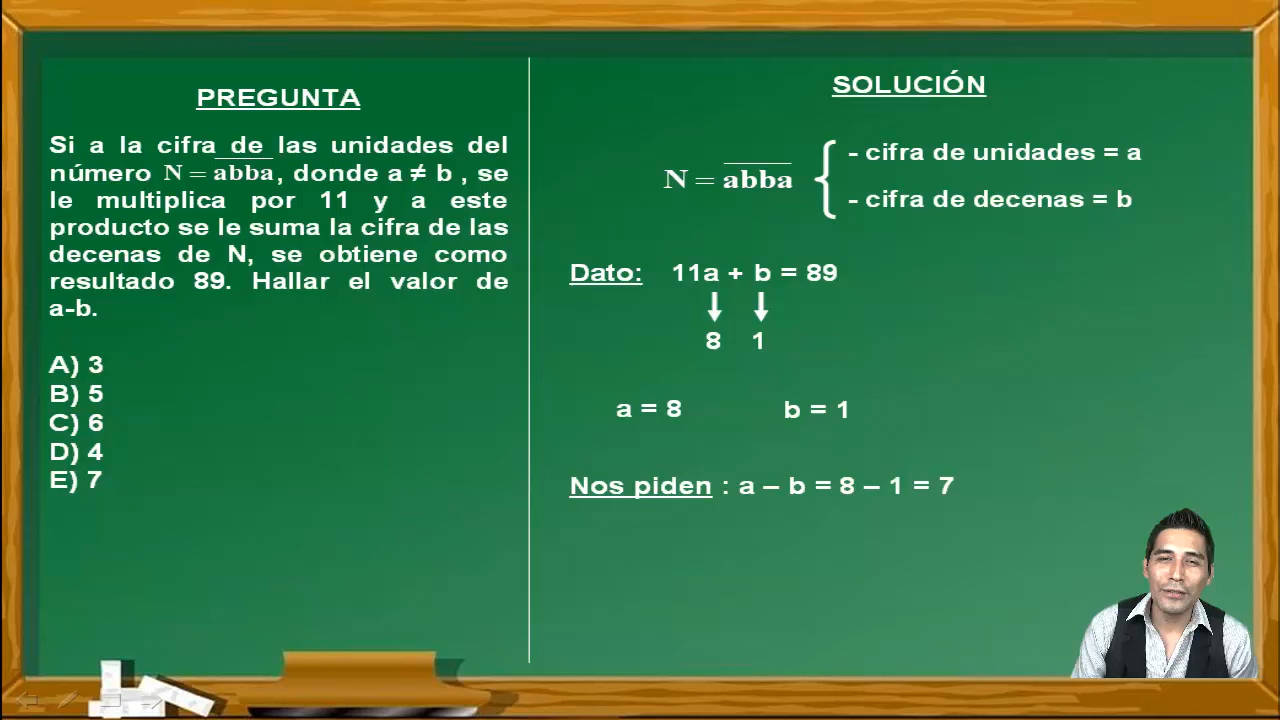 PREGUNTA
Si a la cifra de las unidades del
número N = abba, donde a ≠ b , se
le multiplica por 11 y a este
producto se le suma la cifra de las
decenas de N, se obtiene como
resultado 89. Hallar el valor de
a-b.
A) 3
B) 5
C) 6
D) 4
E) 7
SOLUCIÓN
N = abba
- cifra de unidades = a
- cifra de decenas = b
Dato: 11a + b = 89
8 1
a = 8 b = 1
Nos piden : a – b = 8 – 1 = 7